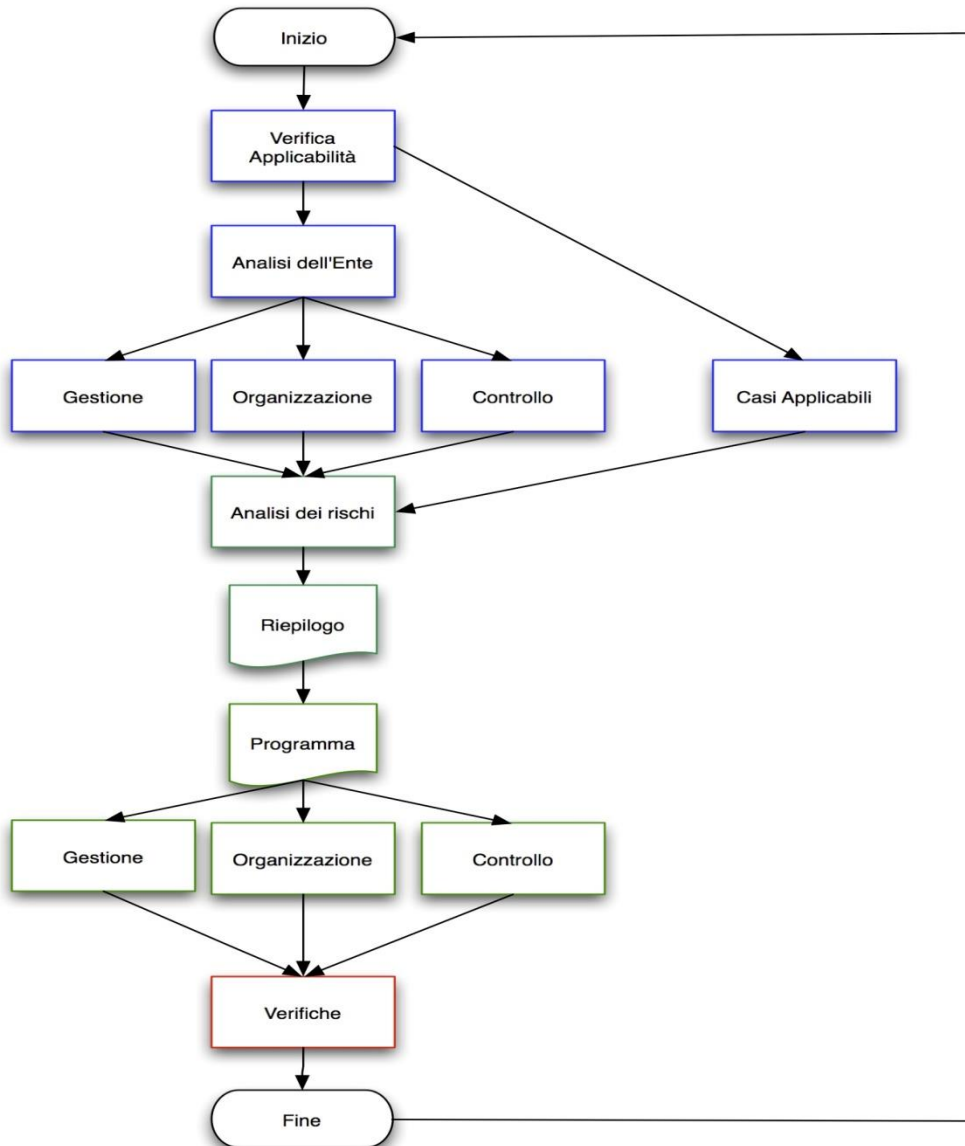 Inizio
Verifica
Applicabilità
Analisi dell'Ente
Gestione
Organizzazione
Controllo
Casi Applicabili
Analisi dei rischi
Riepilogo
Programma
Gestione
Organizzazione
Controllo
Verifiche
Fine